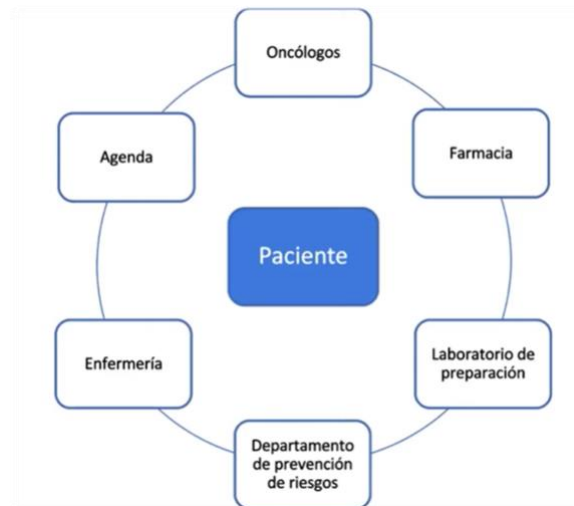 Oncólogos
Agenda
Farmacia
Paciente
Enfermería
Laboratorio de
preparación
Departamento
de prevención
de riesgos